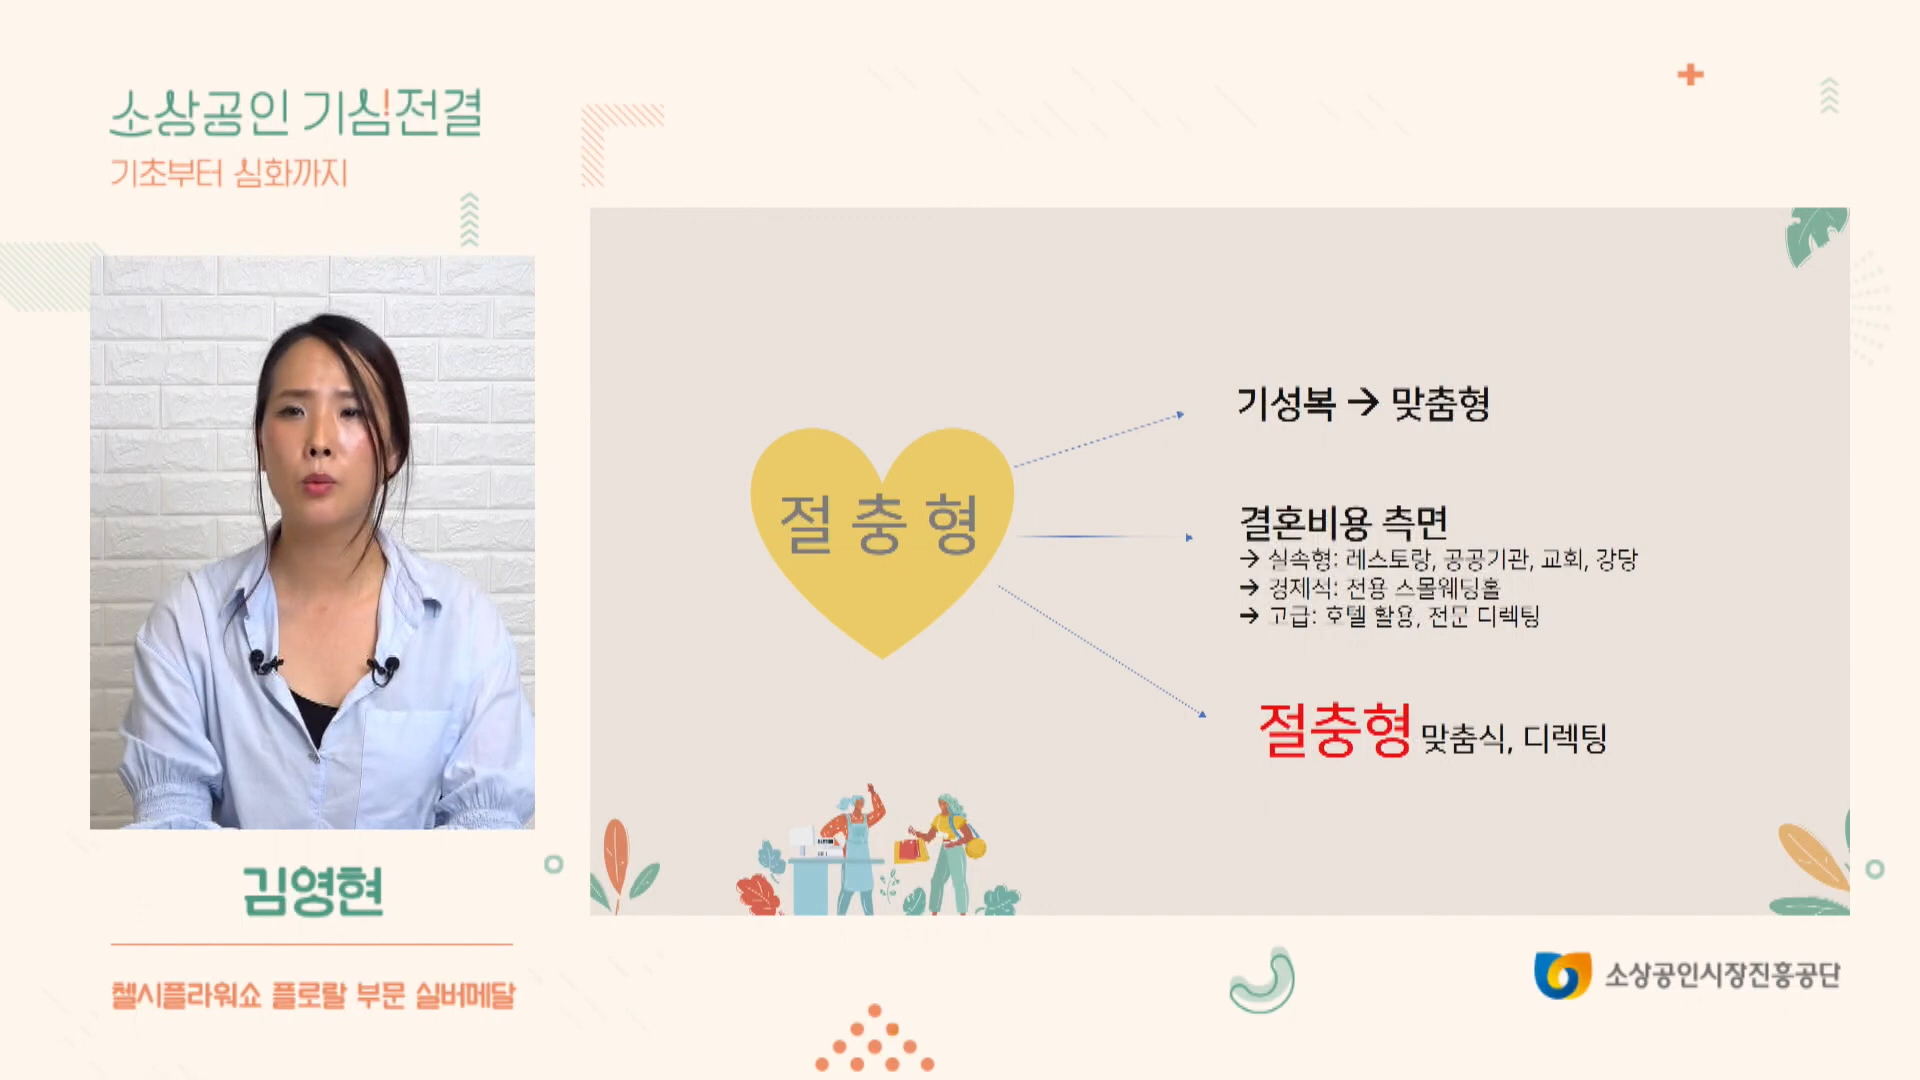 소상공인 기심!전결
기초부터 심화까지
절충형
기성복 → 맞춤형
결혼비용 측면
→ 실속형: 레스토랑, 공공기관, 교회, 강당
→ 경제적: 전용 스몰웨딩홀
→ 고급: 호텔 활용, 전문 디렉팅
절충형 맞춤식, 디렉팅
김영현
첼시플라워쇼 플로랄 부문 실버메달
소상공인시장진흥공단